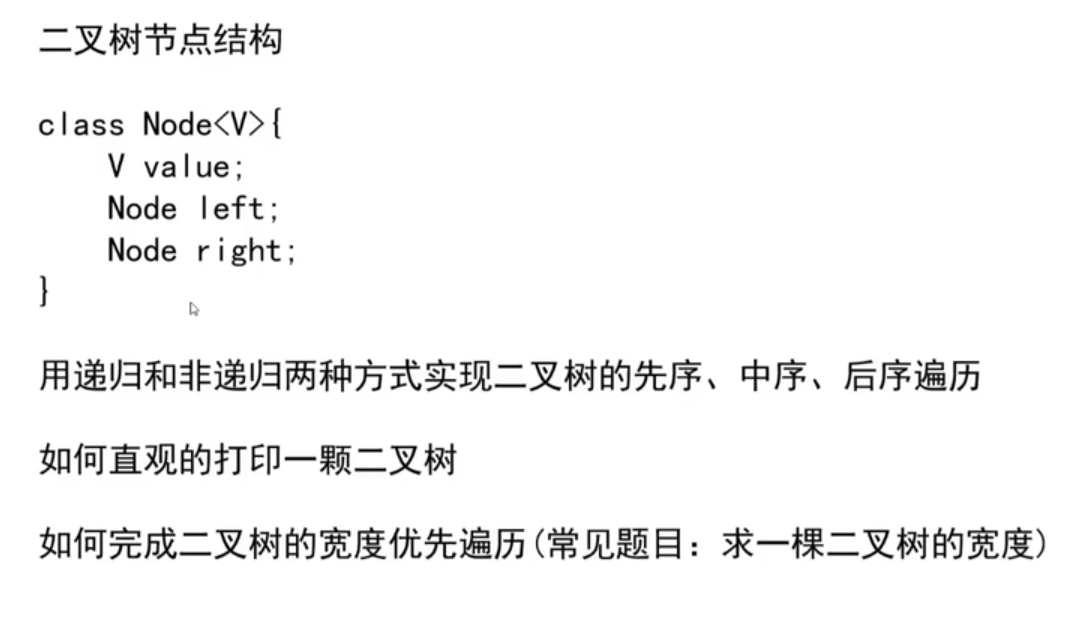 二叉树节点结构
class Node<V>{
    V value;
    Node left;
    Node right;
}
用递归和非递归两种方式实现二叉树的先序、中序、后序遍历
如何直观的打印一颗二叉树
如何完成二叉树的宽度优先遍历(常见题目：求一棵二叉树的宽度)